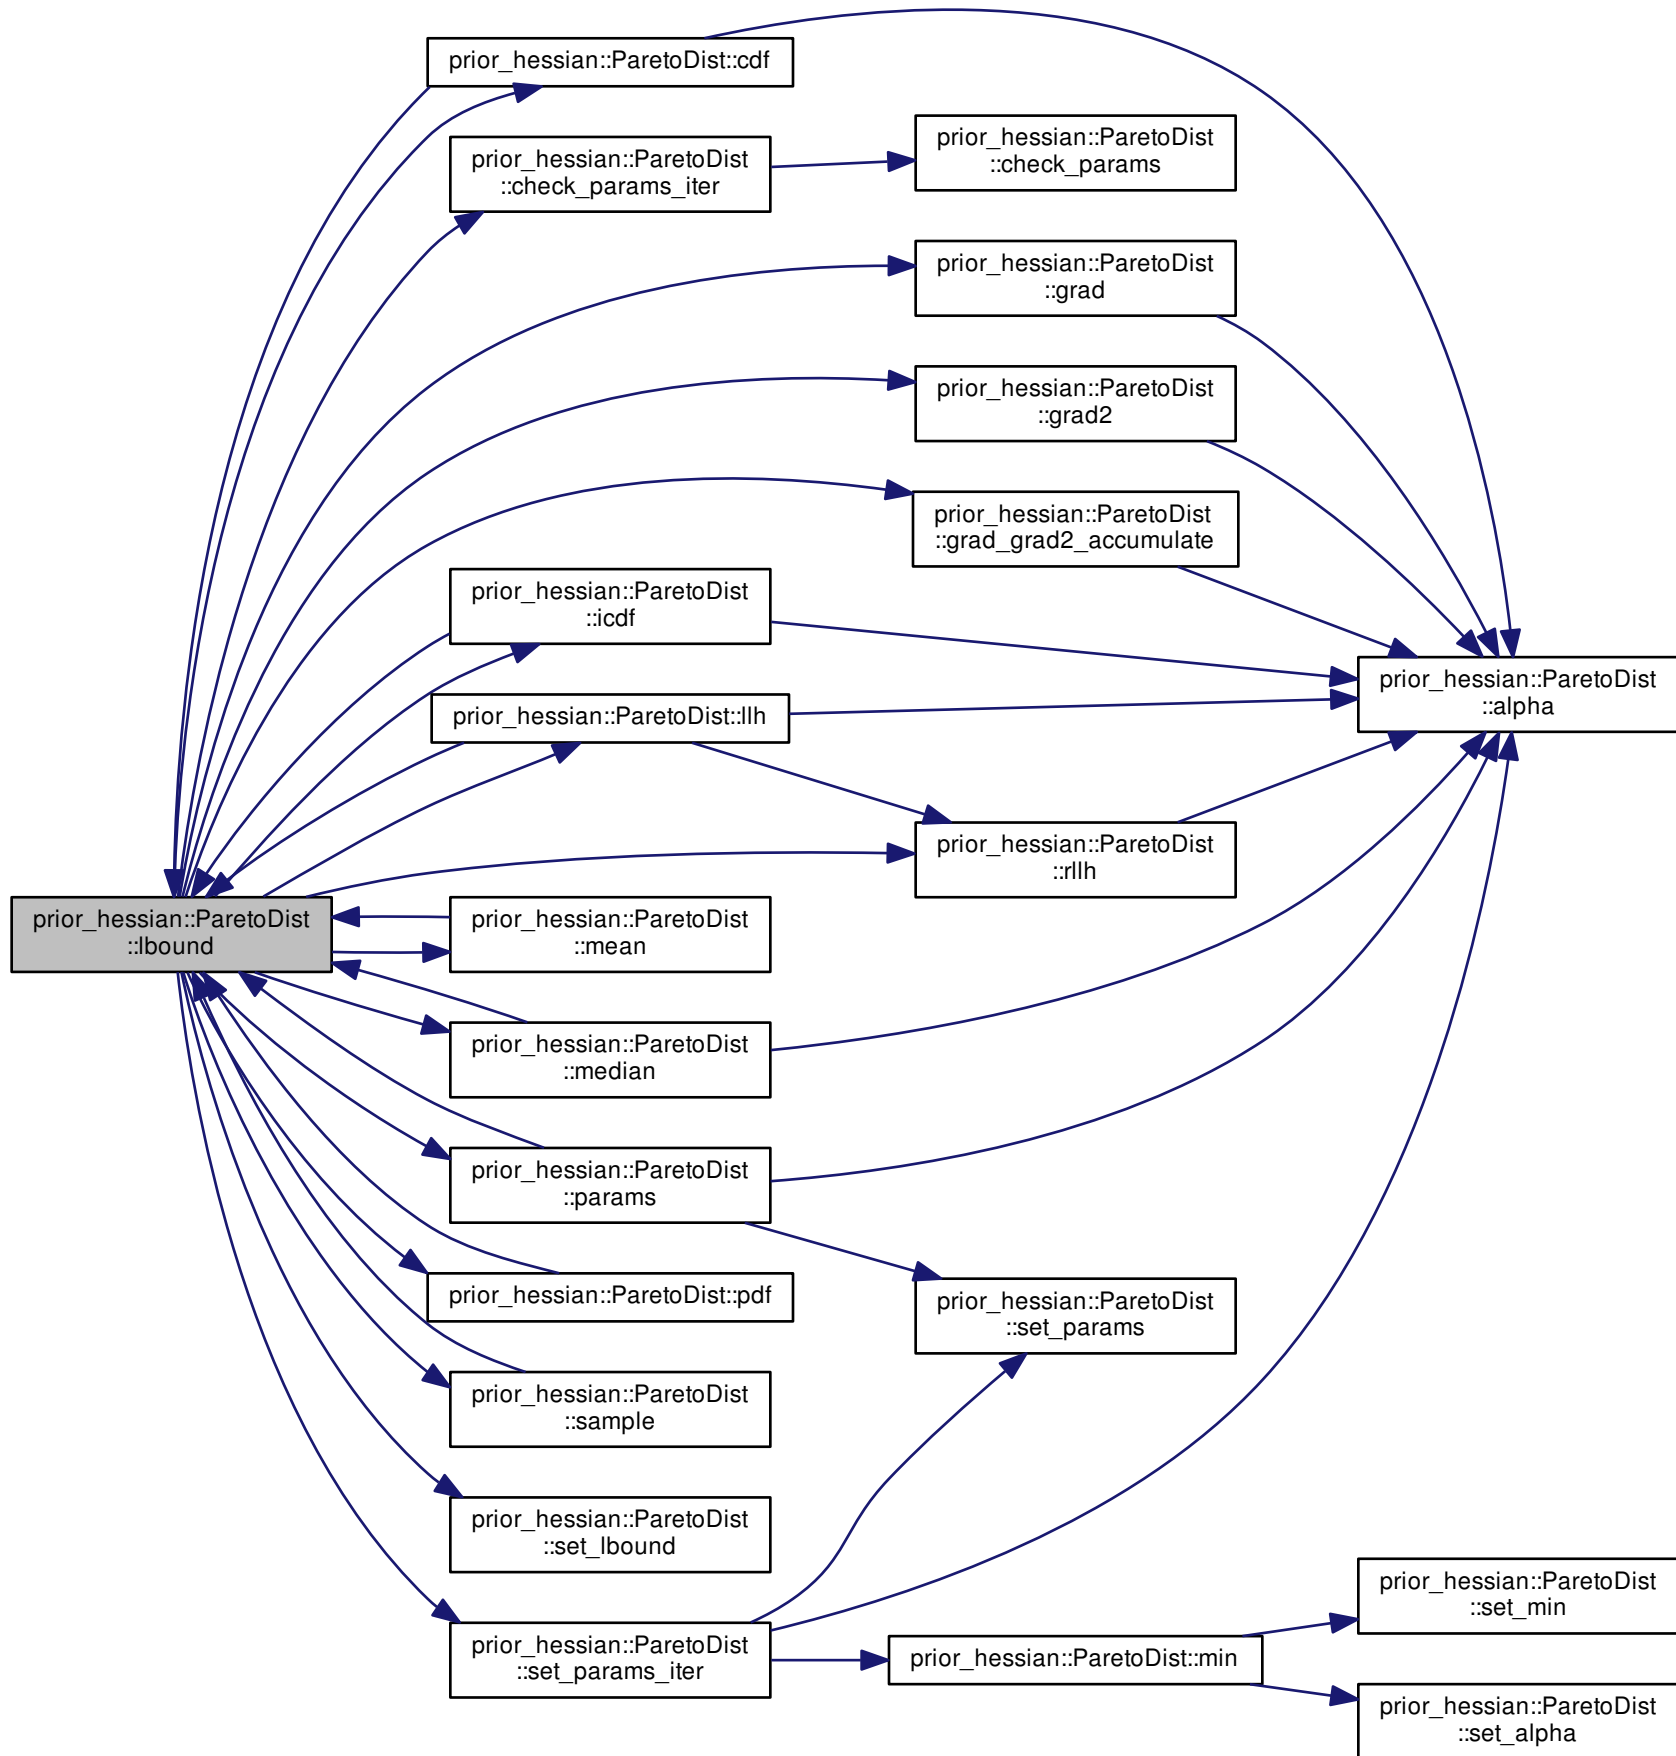 prior_hessian::ParetoDist::cdf
prior_hessian::ParetoDist
::check_params_iter
prior_hessian::ParetoDist
::check_params
prior_hessian::ParetoDist
::grad
prior_hessian::ParetoDist
::grad2
prior_hessian::ParetoDist
::grad_grad2_accumulate
prior_hessian::ParetoDist
::icdf
prior_hessian::ParetoDist::llh
prior_hessian::ParetoDist
::alpha
prior_hessian::ParetoDist
::rllh
prior_hessian::ParetoDist
::lbound
prior_hessian::ParetoDist
::mean
prior_hessian::ParetoDist
::median
prior_hessian::ParetoDist
::params
prior_hessian::ParetoDist::pdf
prior_hessian::ParetoDist
::set_params
prior_hessian::ParetoDist
::sample
prior_hessian::ParetoDist
::set_lbound
prior_hessian::ParetoDist
::set_params_iter
prior_hessian::ParetoDist::min
prior_hessian::ParetoDist
::set_min
prior_hessian::ParetoDist
::set_alpha